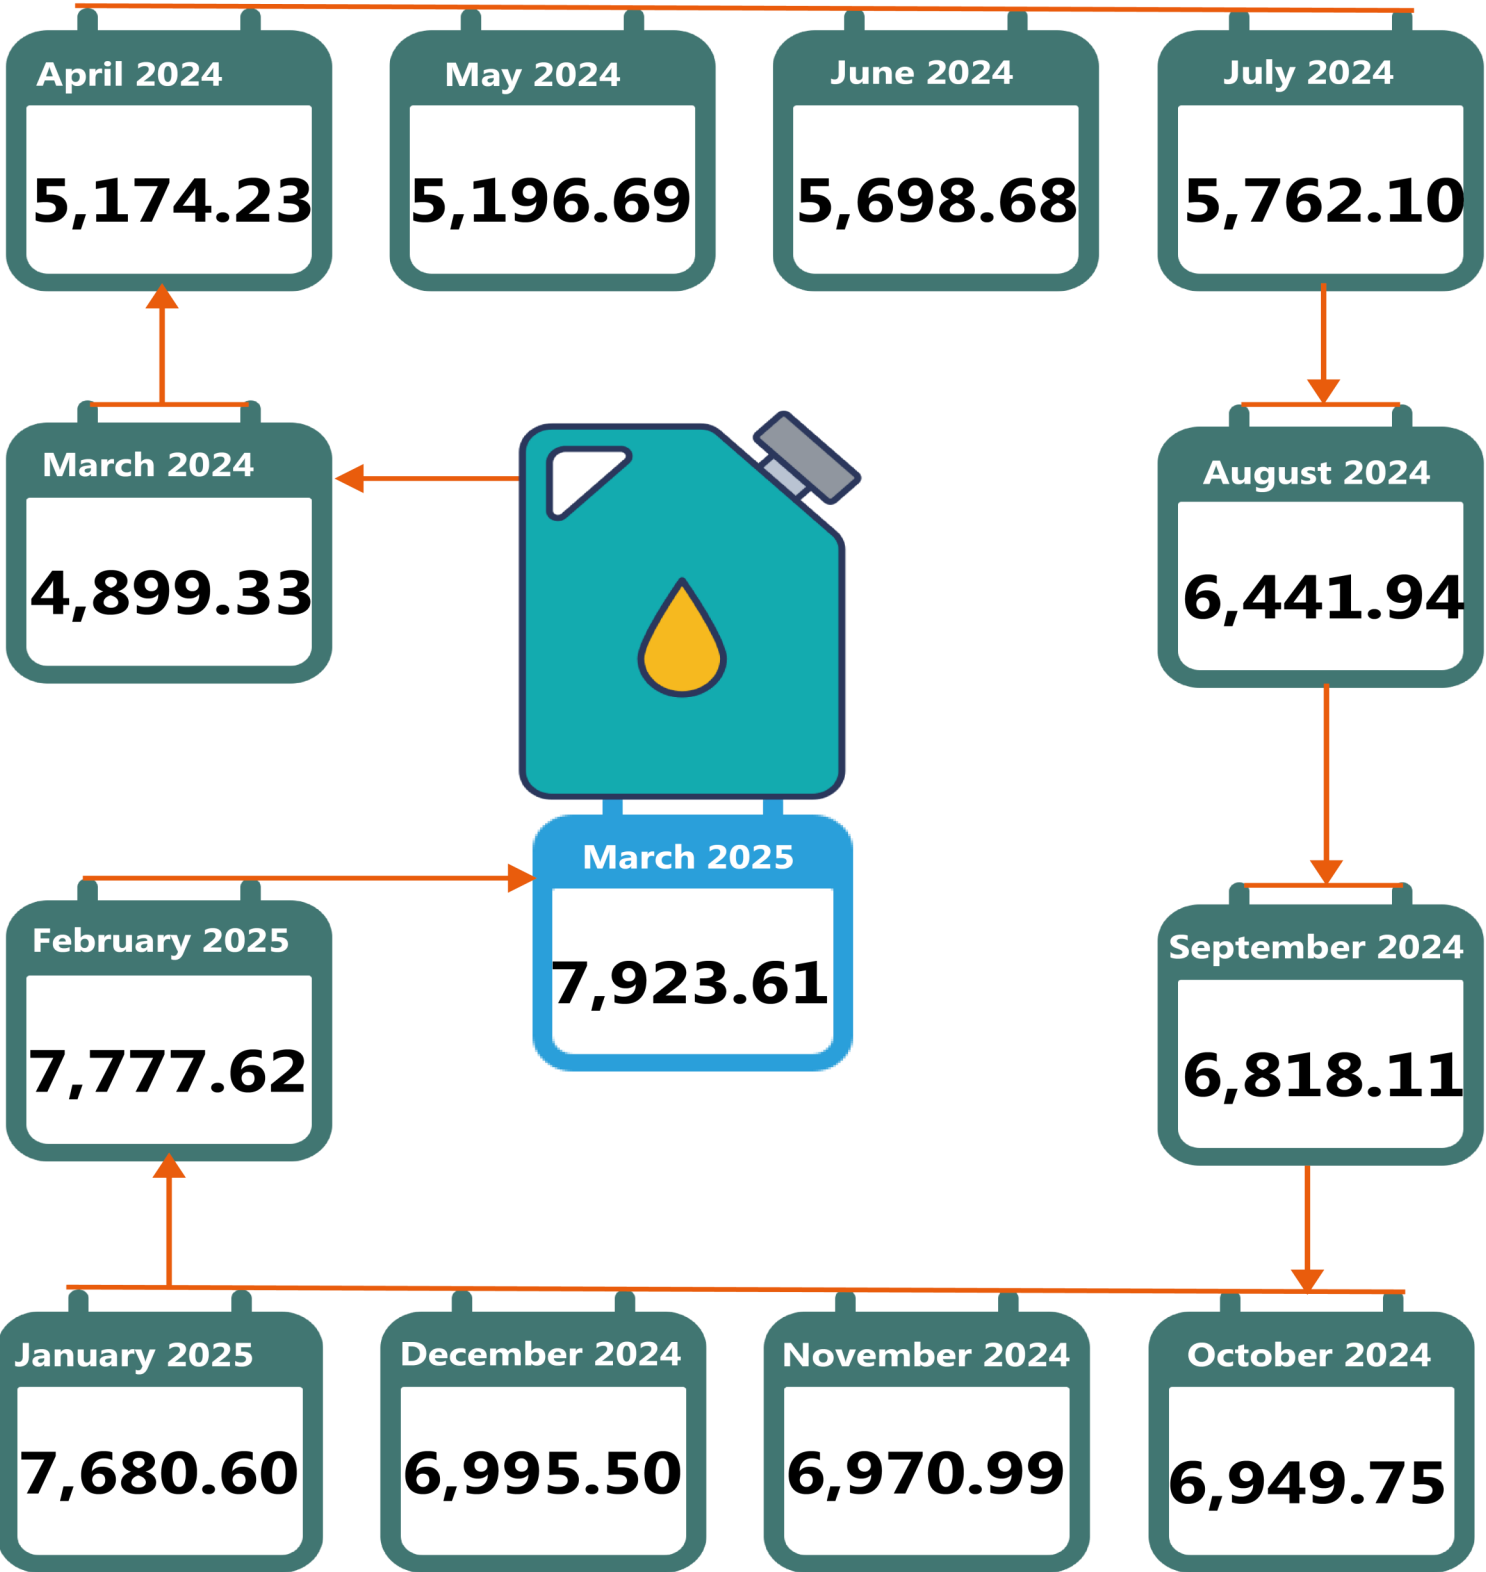 April 2024
5,174.23
May 2024
5,196.69
June 2024
5,698.68
July 2024
5,762.10
March 2024
4,899.33
August 2024
6,441.94
March 2025
7,923.61
February 2025
7,777.62
September 2024
6,818.11
January 2025
7,680.60
December 2024
6,995.50
November 2024
6,970.99
October 2024
6,949.75